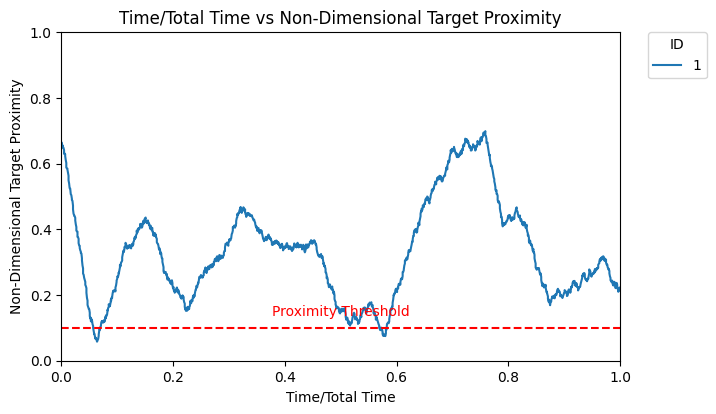 Time/Total Time vs Non-Dimensional Target Proximity
ID
1
1.0
0.8
0.6
0.4
0.2
0.0
Non-Dimensional Target Proximity
Proximity Threshold
0.0 0.2 0.4 0.6 0.8 1.0
Time/Total Time